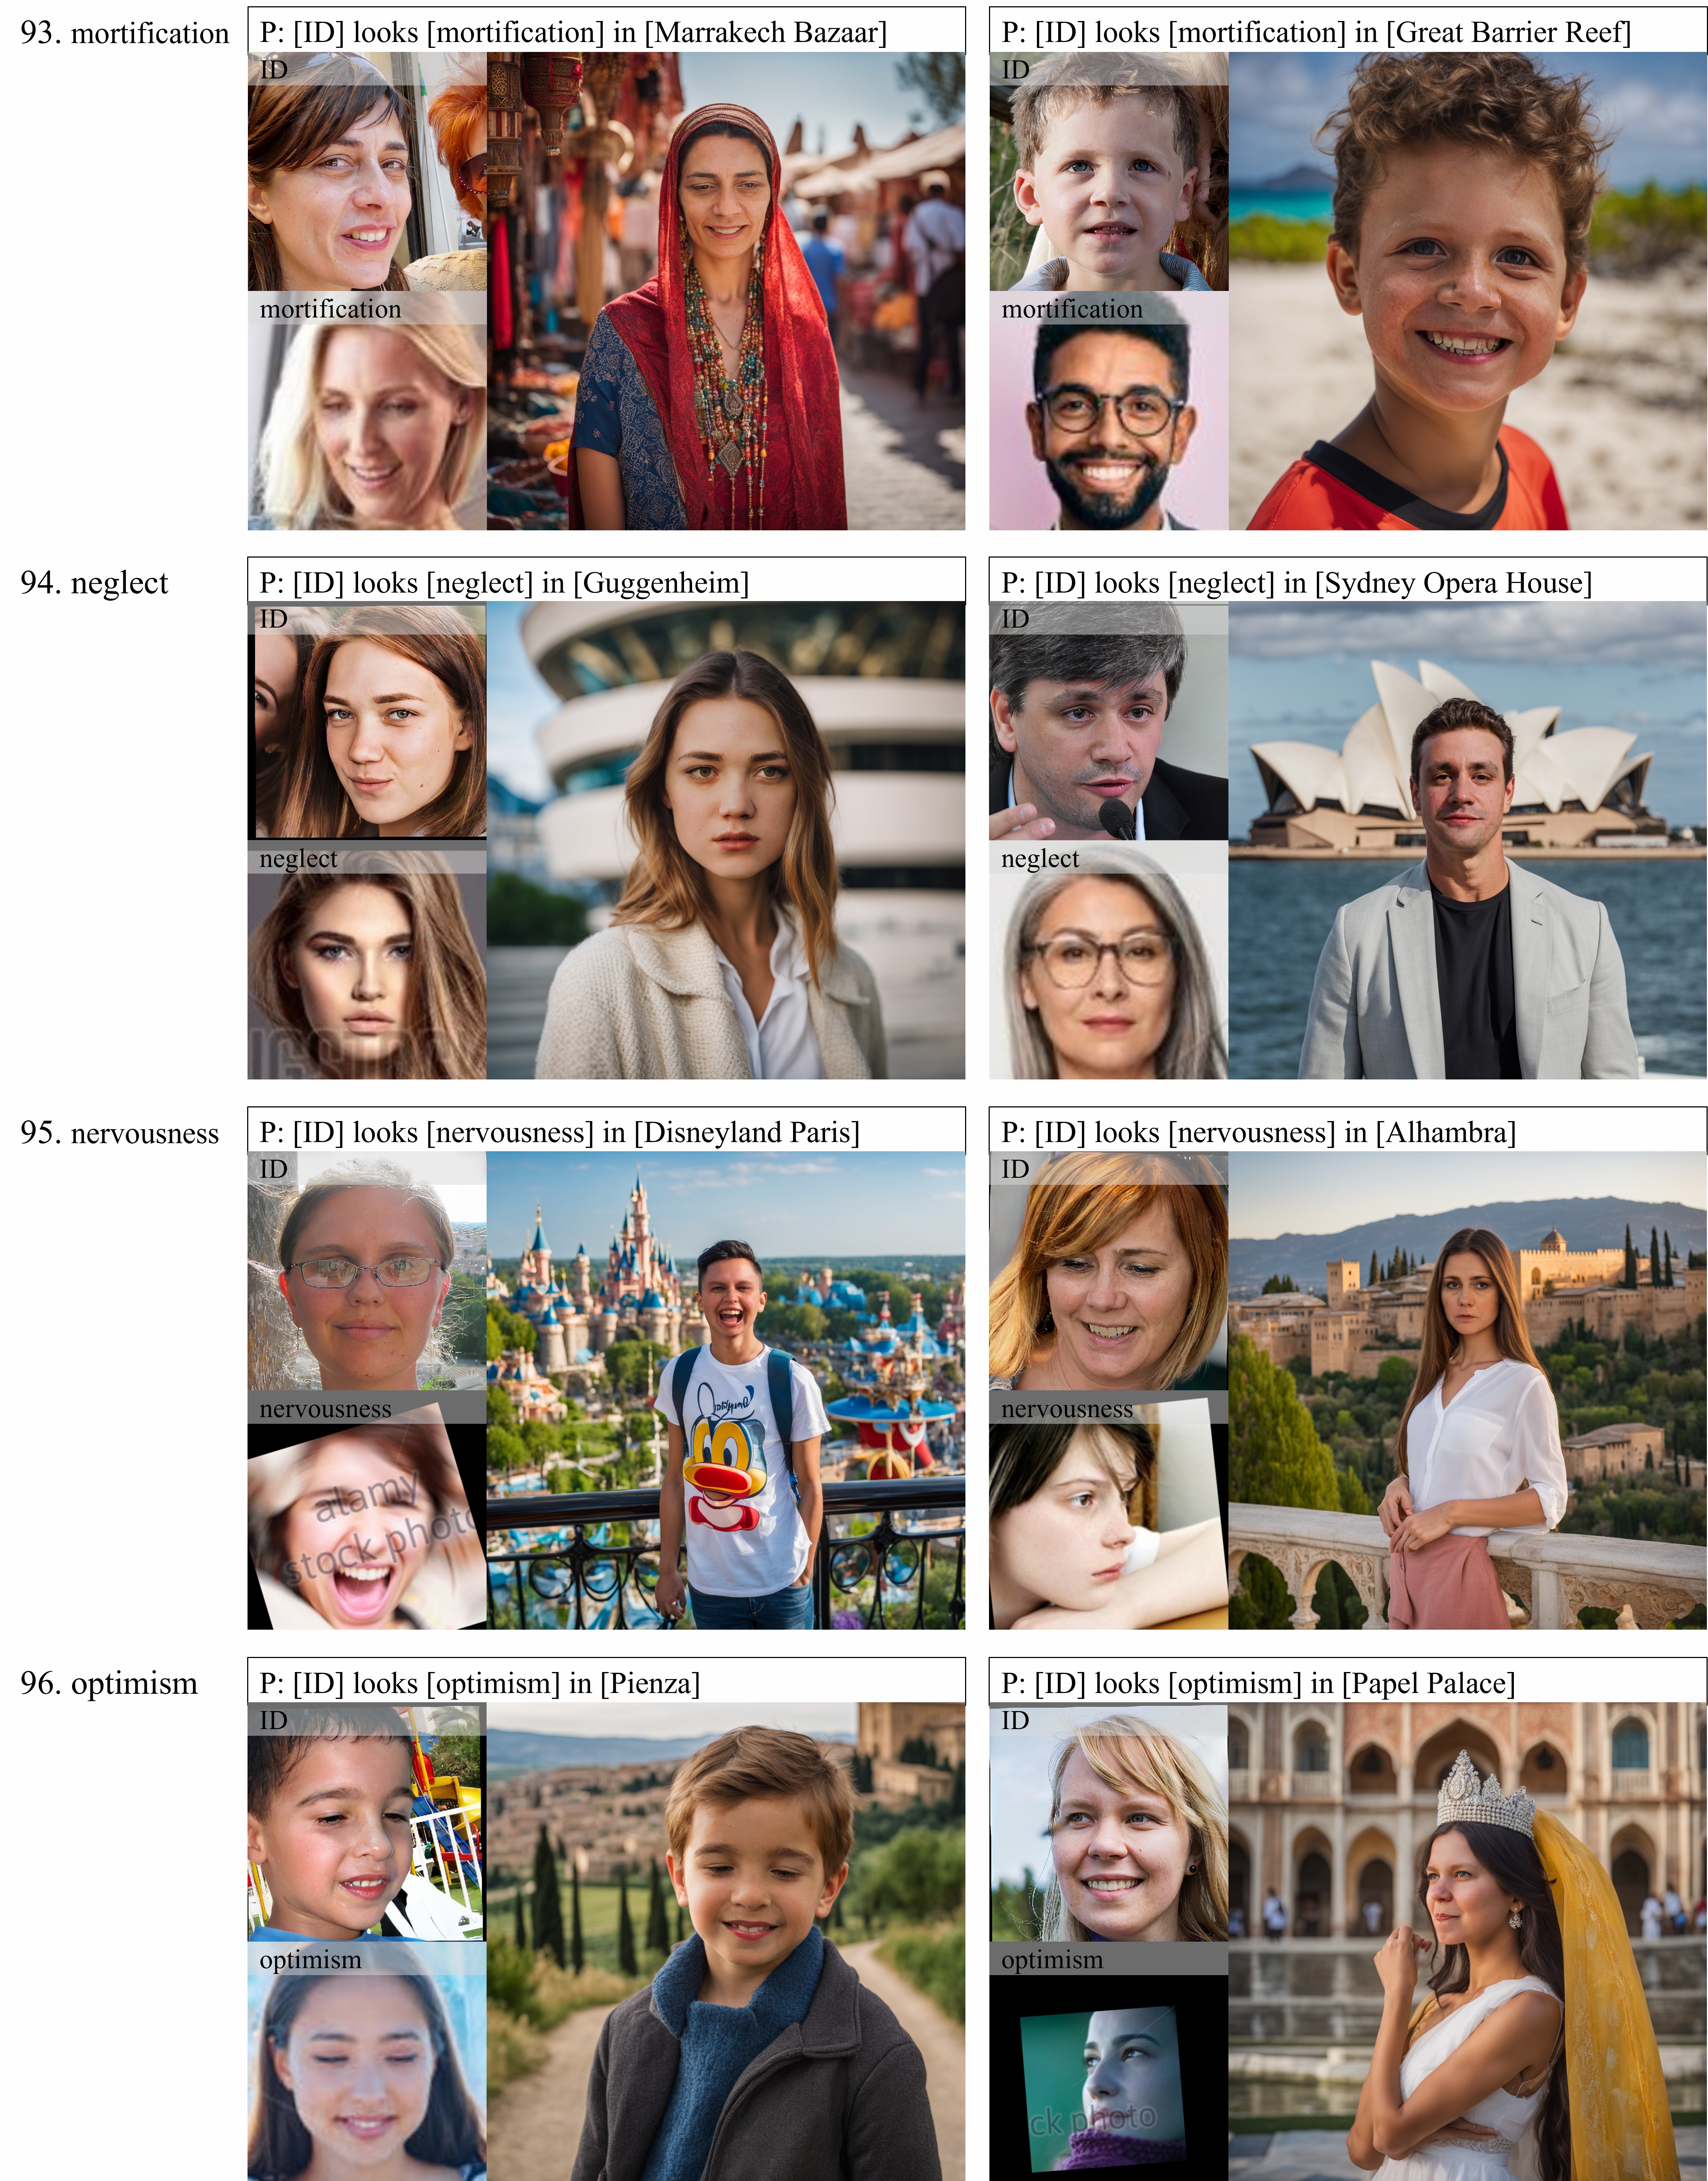 93. mortification
P: [ID] looks [mortification] in [Marrakech Bazaar]
ID
mortification
P: [ID] looks [mortification] in [Great Barrier Reef]
ID
mortification
94. neglect
P: [ID] looks [neglect] in [Guggenheim]
ID
neglect
P: [ID] looks [neglect] in [Sydney Opera House]
ID
neglect
95. nervousness
P: [ID] looks [nervousness] in [Disneyland Paris]
ID
nervousness
alamy
stock photo
P: [ID] looks [nervousness] in [Alhambra]
ID
nervousness
96. optimism
P: [ID] looks [optimism] in [Pienza]
ID
optimism
P: [ID] looks [optimism] in [Papel Palace]
ID
optimism
ck photo